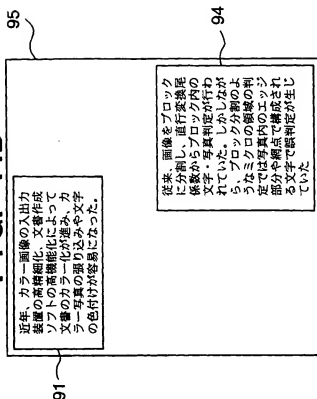 95
91
近年、カラー画像の入出力
装置の高精細化、文書作成
ソフトの高機能化によって
文書のカラー化が進み、カ
ラー写真の張り込みや文字
の色付けが容易になった。
94
従来、画像をブロック
に分割し、直行変換尾
係数からブロック内の
文字・写真判定が行わ
れていた。しかしなが
ら、ブロック分割のよ
うなミクロの領域の判
定では写真内のエッジ
部分や網点で構成され
る文字で誤判定が生じ
ていた